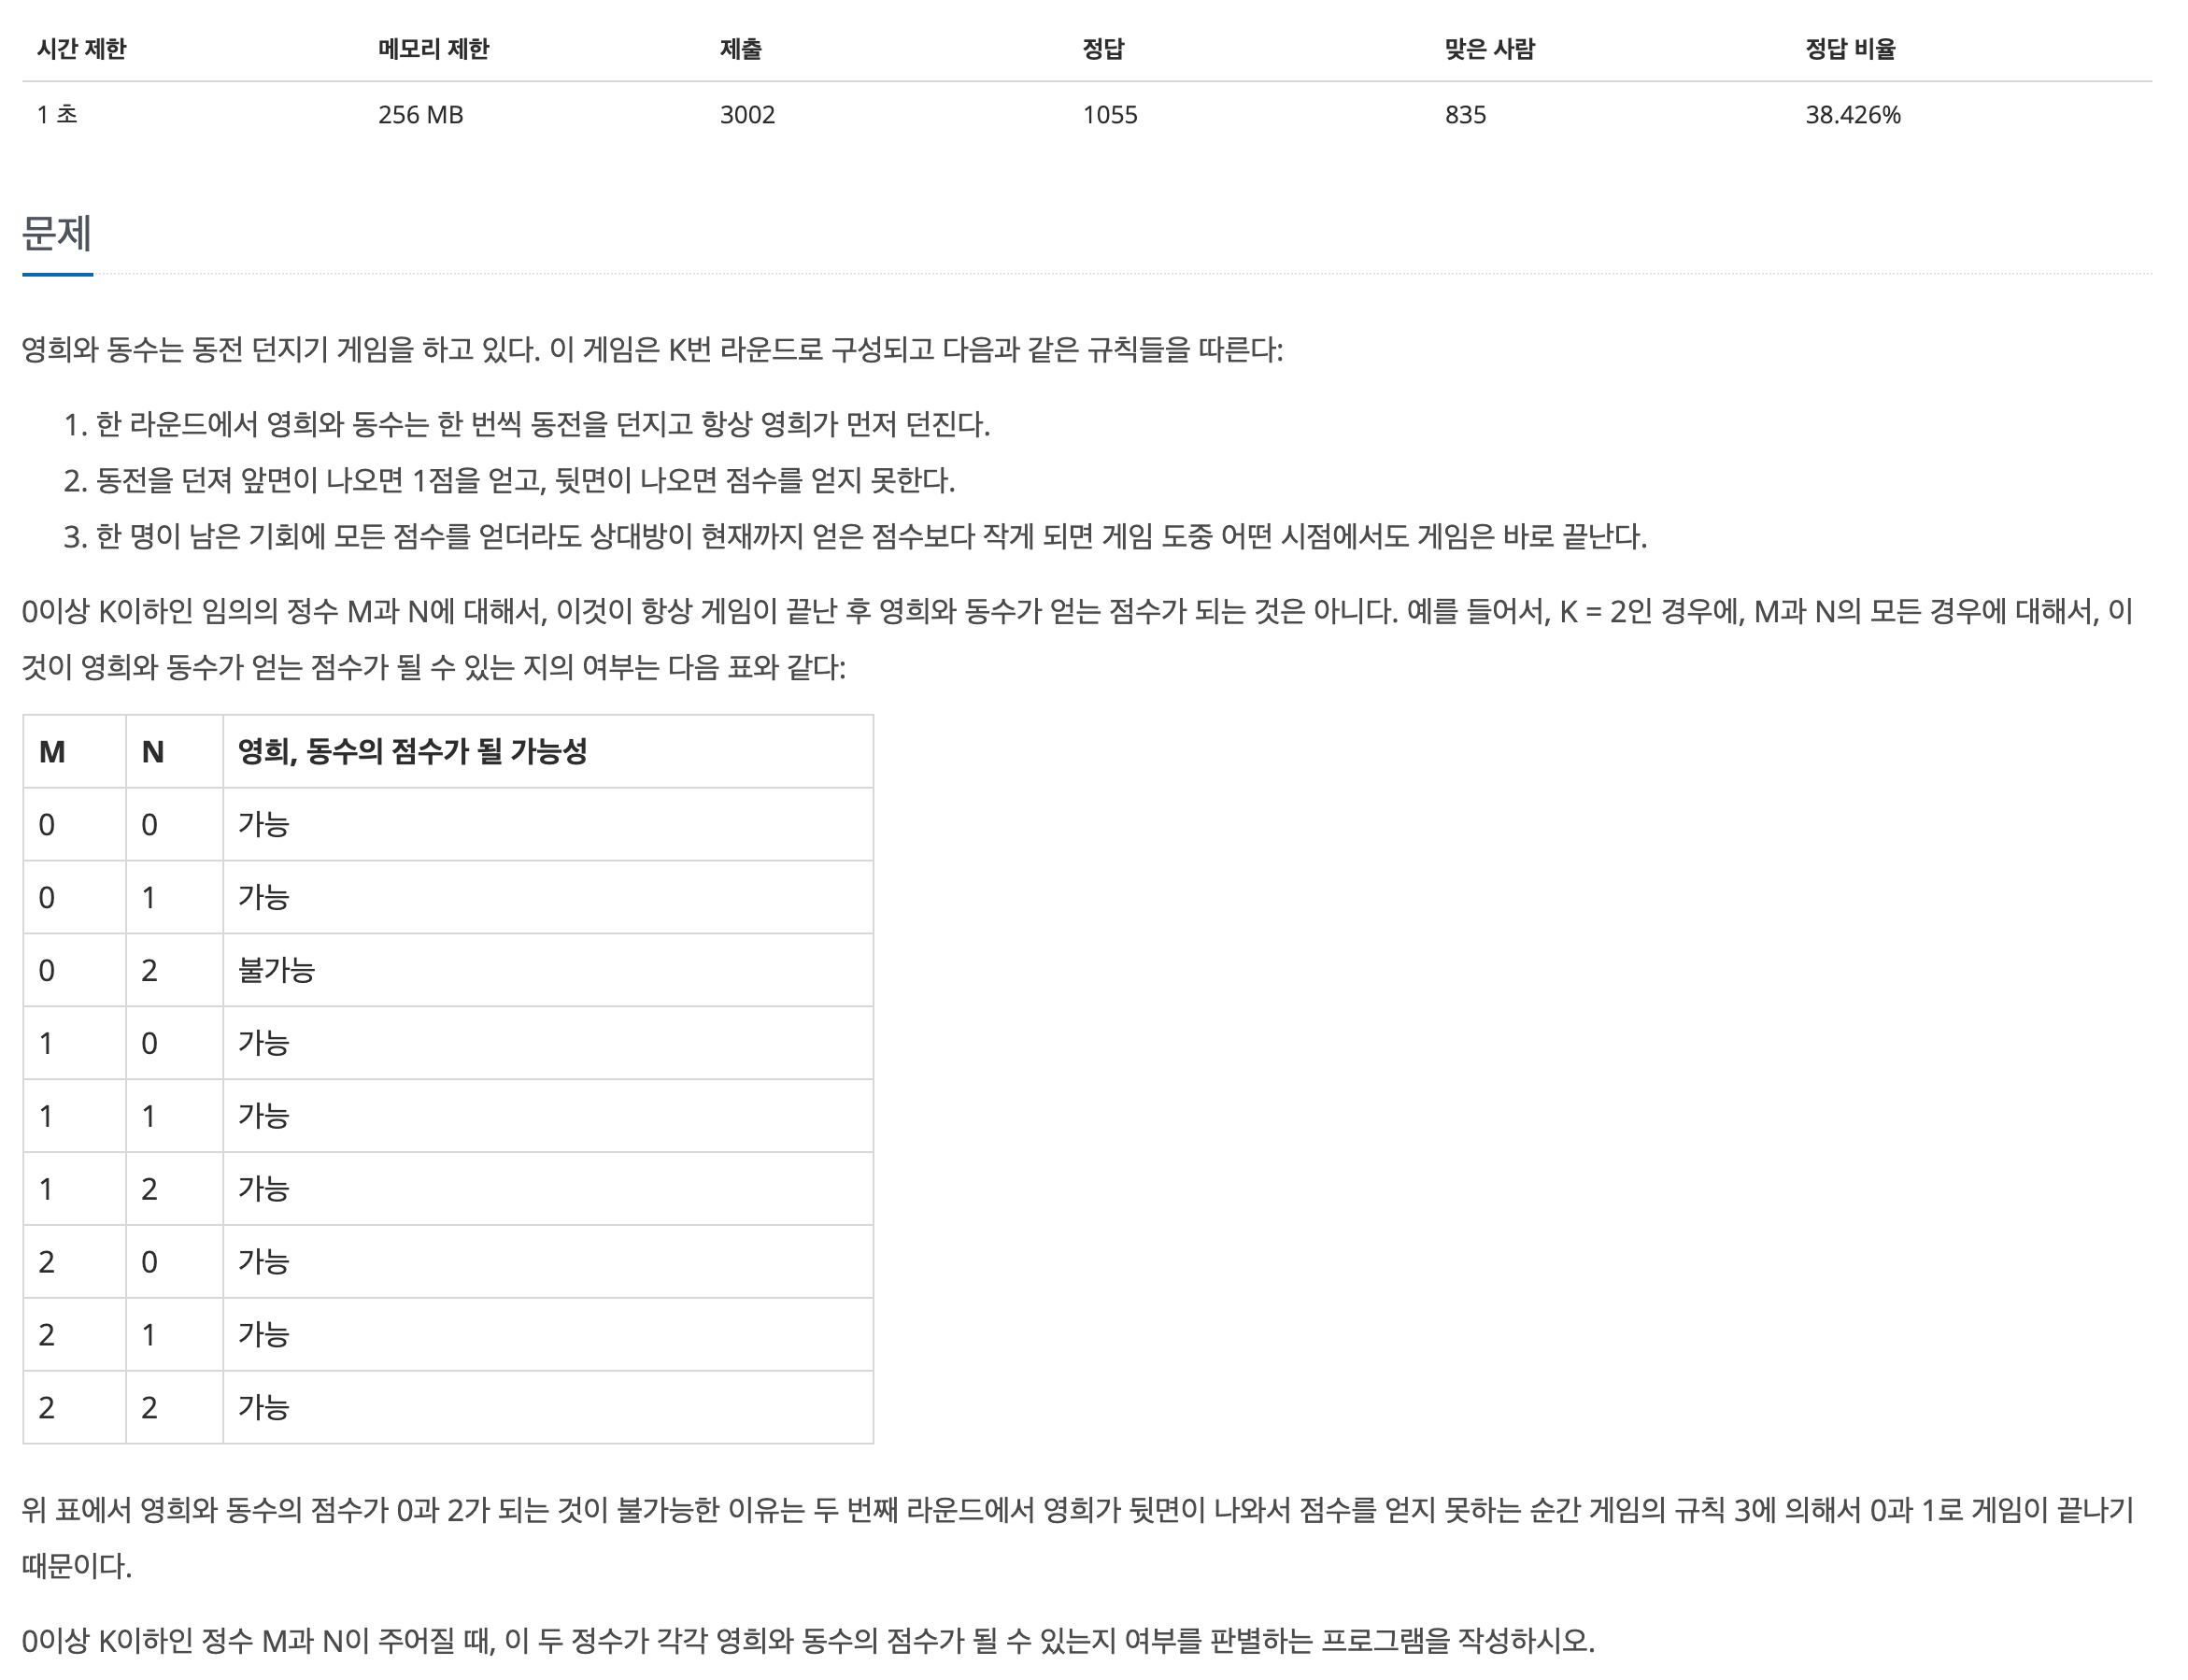 시간 제한 메모리 제한 제출 정답 맞은 사람 정답 비율
1 초 256 MB 3002 1055 835 38.426%
문제
영희와 동수는 동전 던지기 게임을 하고 있다. 이 게임은 K번 라운드로 구성되고 다음과 같은 규칙들을 따른다:
1. 한 라운드에서 영희와 동수는 한 번씩 동전을 던지고 항상 영희가 먼저 던진다.
2. 동전을 던져 앞면이 나오면 1점을 얻고, 뒷면이 나오면 점수를 얻지 못한다.
3. 한 명이 남은 기회에 모든 점수를 얻더라도 상대방이 현재까지 얻은 점수보다 작게 되면 게임 도중 어떤 시점에서도 게임은 바로 끝난다.
0이상 K이하인 임의의 정수 M과 N에 대해서, 이것이 항상 게임이 끝난 후 영희와 동수가 얻는 점수가 되는 것은 아니다. 예를 들어서, K = 2인 경우에, M과 N의 모든 경우에 대해서, 이
것이 영희와 동수가 얻는 점수가 될 수 있는 지의 여부는 다음 표와 같다:
M N 영희, 동수의 점수가 될 가능성
0 0 가능
0 1 가능
0 2 불가능
1 0 가능
1 1 가능
1 2 가능
2 0 가능
2 1 가능
2 2 가능
위 표에서 영희와 동수의 점수가 0과 2가 되는 것이 불가능한 이유는 두 번째 라운드에서 영희가 뒷면이 나와서 점수를 얻지 못하는 순간 게임의 규칙 3에 의해서 0과 1로 게임이 끝나기
때문이다.
0이상 K이하인 정수 M과 N이 주어질 때, 이 두 정수가 각각 영희와 동수의 점수가 될 수 있는지 여부를 판별하는 프로그램을 작성하시오.